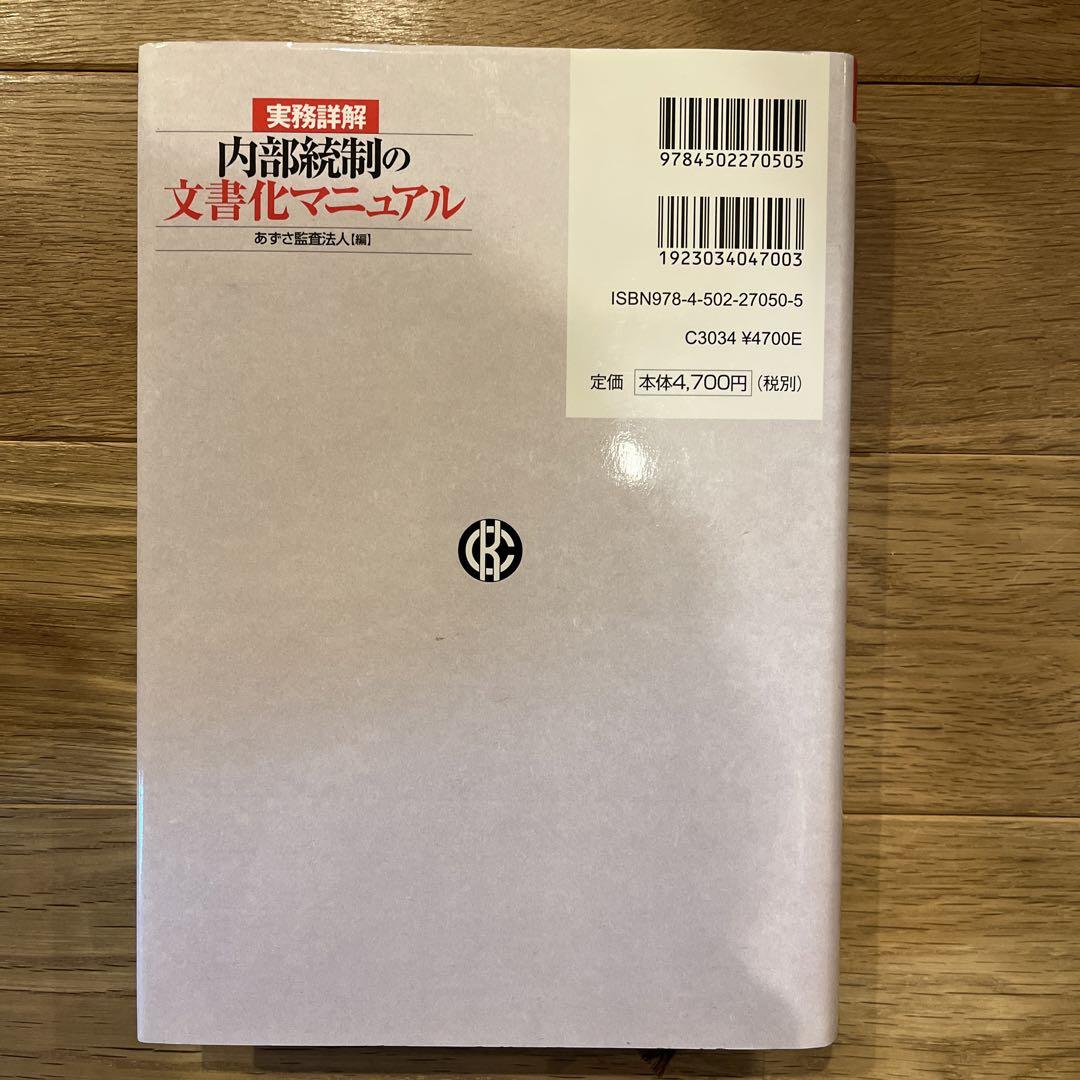 実務詳解
内部統制の
文書化マニュアル
あずさ監査法人【編】
9784502270505
1923034047003
ISBN978-4-502-27050-5
C3034 ¥4700E
定価 本体4,700円(税別)